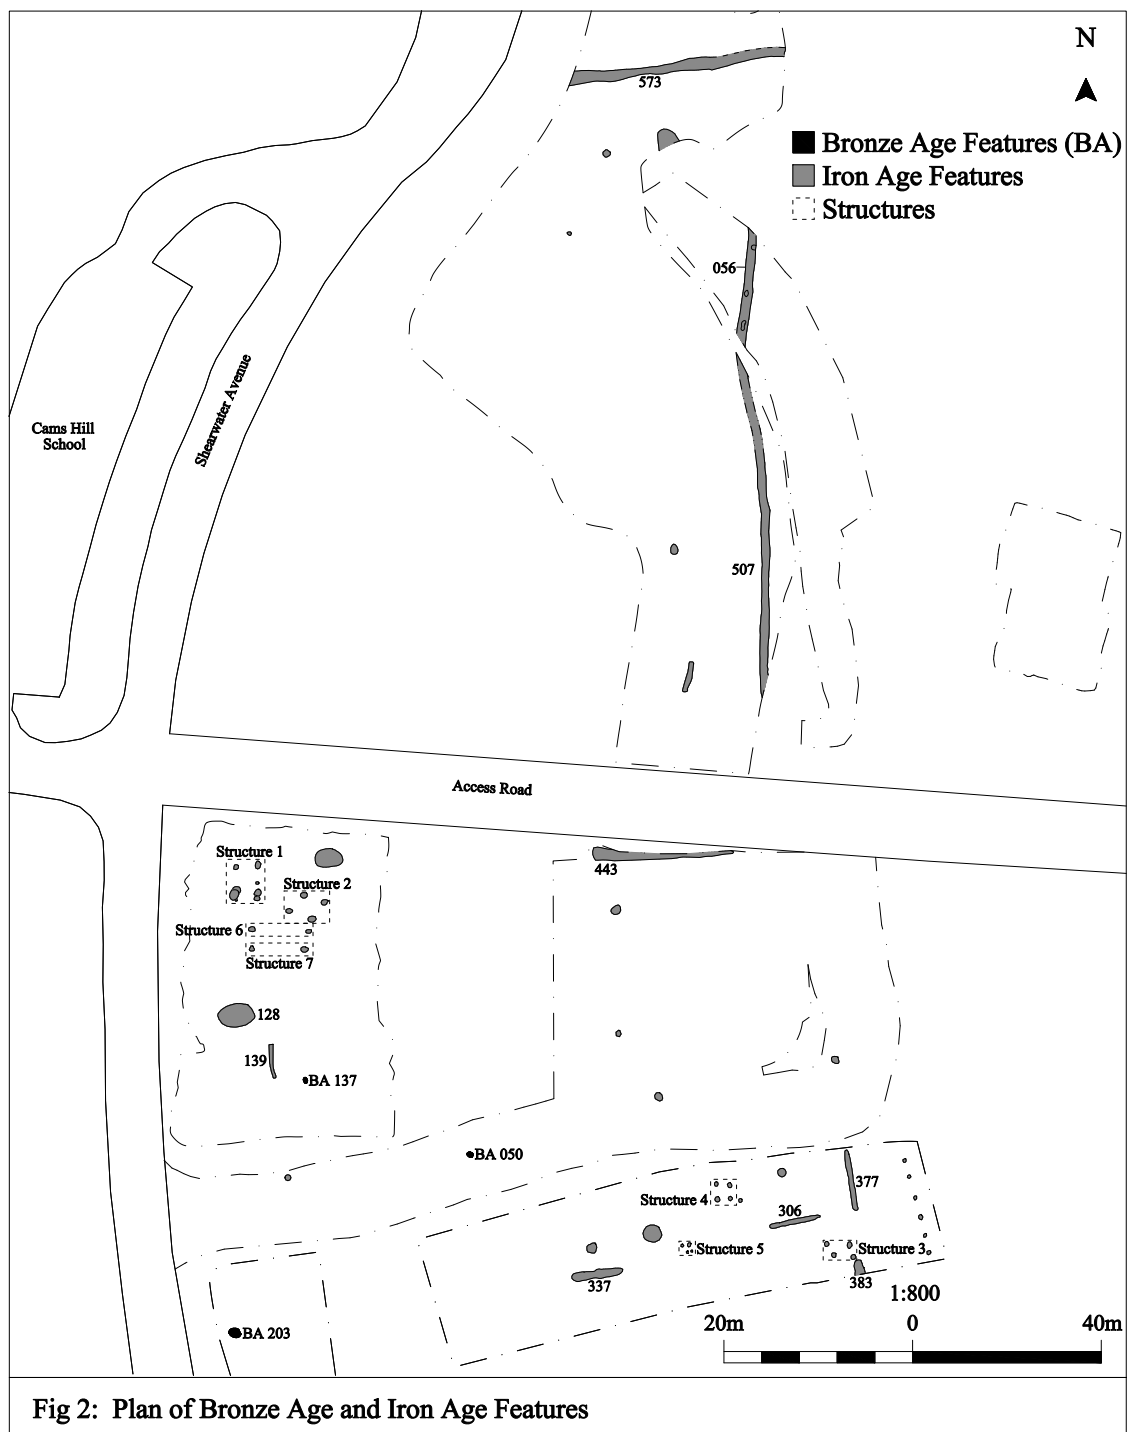 N
573
Bronze Age Features (BA)
Iron Age Features
Structures
056
Cams Hill
School
Shearwater Avenue
507
Access Road
Structure 1
443
Structure 2
Structure 6
Structure 7
128
139
BA 137
BA 050
377
Structure 4
306
Structure 5
Structure 3
337
383
1:800
20m 0 40m
BA 203
Fig 2: Plan of Bronze Age and Iron Age Features